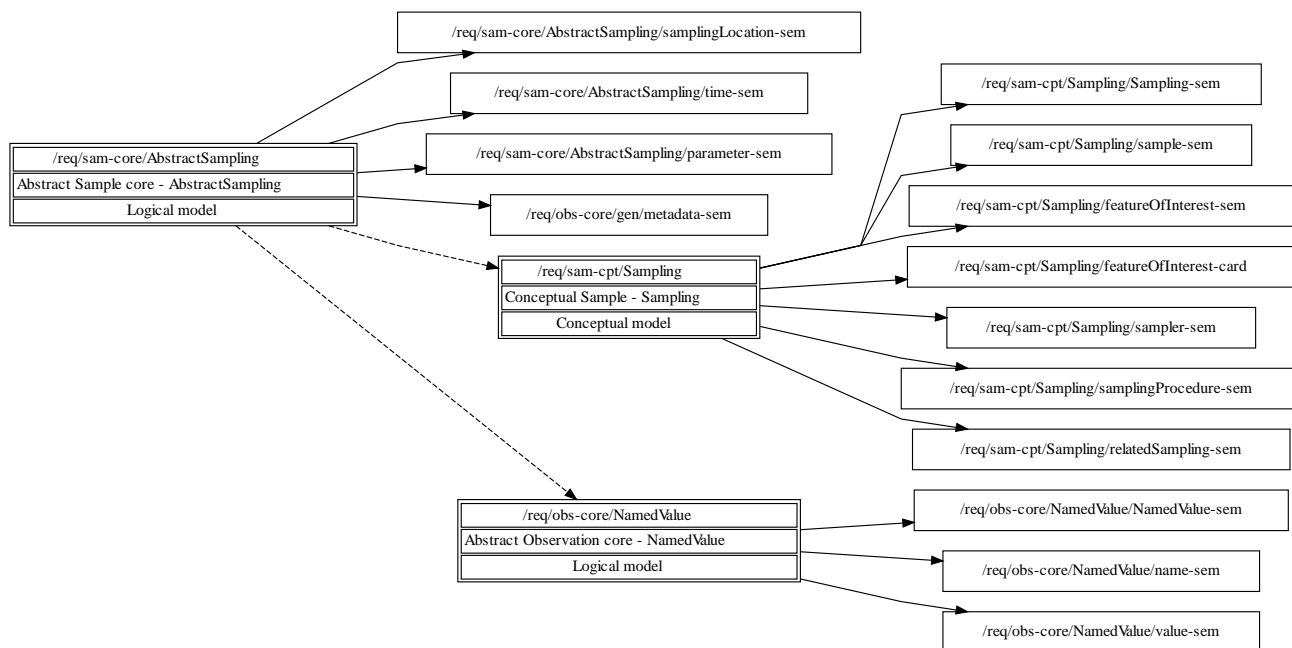 /req/sam-core/AbstractSampling/samplingLocation-sem
/req/sam-core/AbstractSampling/time-sem
/req/sam-core/AbstractSampling/parameter-sem
/req/obs-core/gen/metadata-sem
/req/sam-core/AbstractSampling
Abstract Sample core - AbstractSampling
Logical model
/req/sam-cpt/Sampling
Conceptual Sample - Sampling
Conceptual model
/req/sam-cpt/Sampling/Sampling-sem
/req/sam-cpt/Sampling/sample-sem
/req/sam-cpt/Sampling/featureOfInterest-sem
/req/sam-cpt/Sampling/featureOfInterest-card
/req/sam-cpt/Sampling/sampler-sem
/req/sam-cpt/Sampling/samplingProcedure-sem
/req/sam-cpt/Sampling/relatedSampling-sem
/req/obs-core/NamedValue
Abstract Observation core - NamedValue
Logical model
/req/obs-core/NamedValue/NamedValue-sem
/req/obs-core/NamedValue/name-sem
/req/obs-core/NamedValue/value-sem